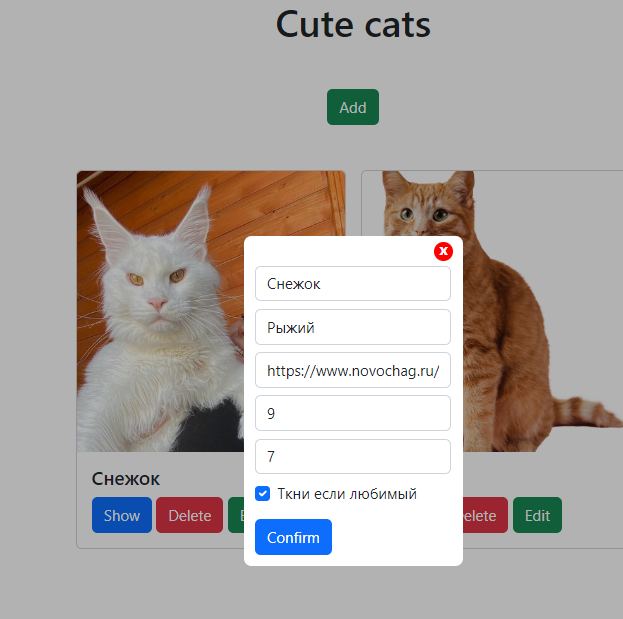 Cute cats
Add
x
Снежок
Рыжий
https://www.novochag.ru/
9
7
Ткни если любимый
Confirm
Снежок
Show Delete
Edit